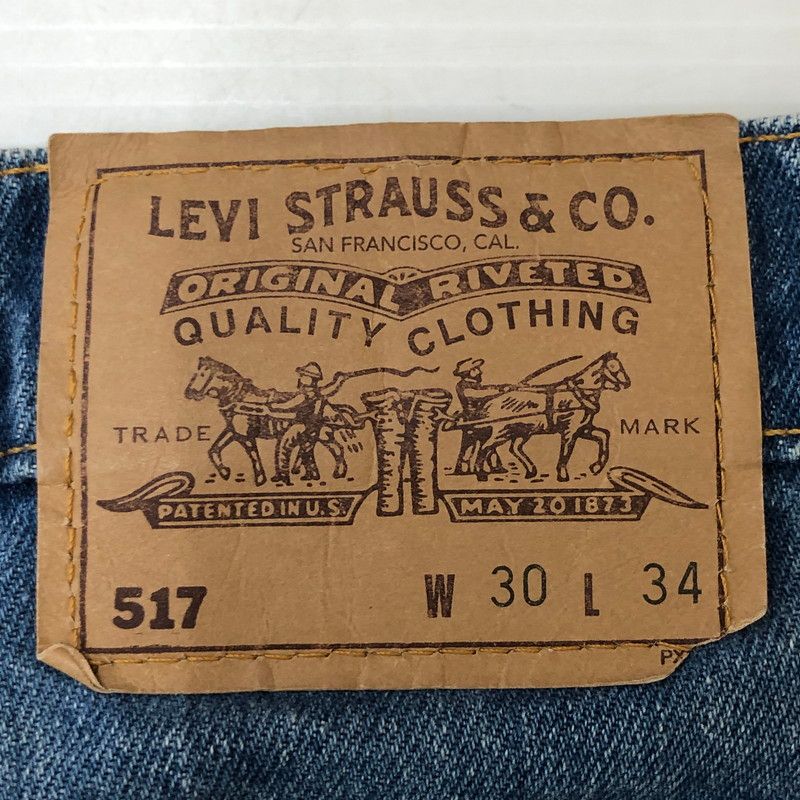 LEVI STRAUSS & CO.
SAN FRANCISCO, CAL.
ORIGINAL RIVETED
QUALITY CLOTHING
TRADE MARK
PATENTED IN U.S. MAY 20 1873
517 W 30 L 34